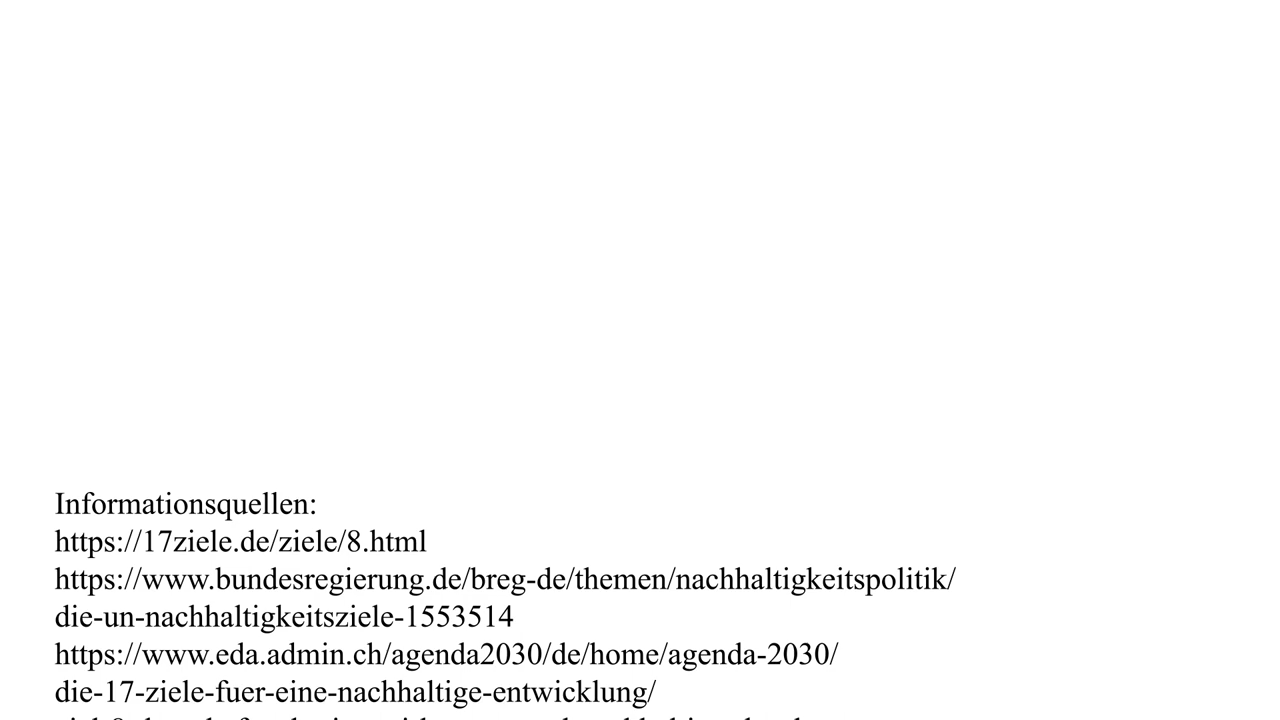 Informationsquellen:
https://17ziele.de/ziele/8.html
https://www.bundesregierung.de/breg-de/themen/nachhaltigkeitspolitik/
die-un-nachhaltigkeitsziele-1553514
https://www.eda.admin.ch/agenda2030/de/home/agenda-2030/
die-17-ziele-fuer-eine-nachhaltige-entwicklung/